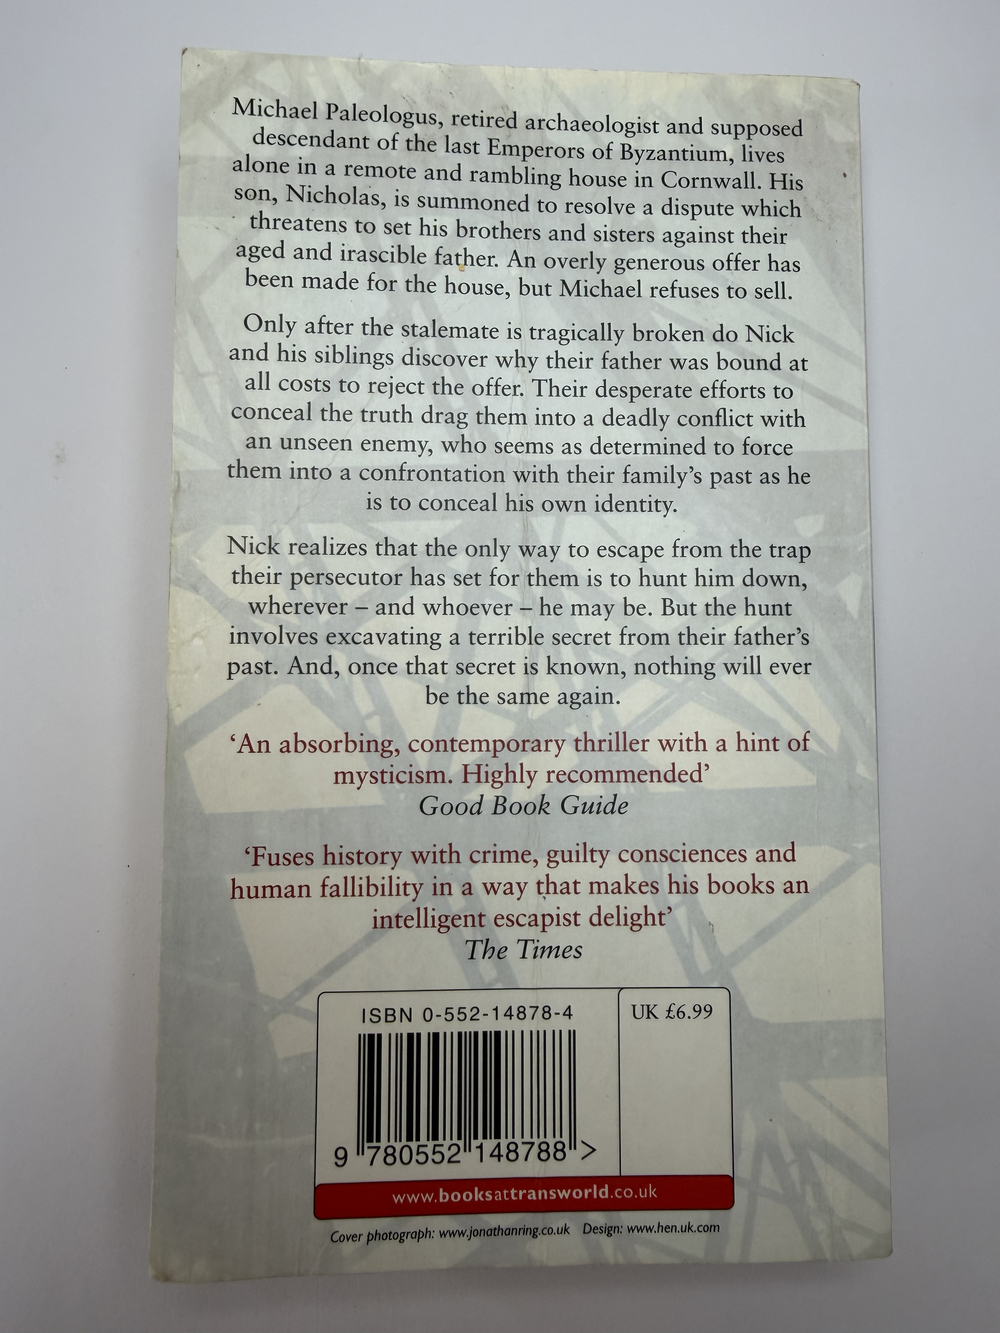 Michael Paleologus, retired archaeologist and supposed
descendant of the last Emperors of Byzantium, lives
alone in a remote and rambling house in Cornwall. His
son, Nicholas, is summoned to resolve a dispute which
threatens to set his brothers and sisters against their
aged and irascible father. An overly generous offer has
been made for the house, but Michael refuses to sell.
Only after the stalemate is tragically broken do Nick
and his siblings discover why their father was bound at
all costs to reject the offer. Their desperate efforts to
conceal the truth drag them into a deadly conflict with
an unseen enemy, who seems as determined to force
them into a confrontation with their family's past as he
is to conceal his own identity.
Nick realizes that the only way to escape from the trap
their persecutor has set for them is to hunt him down,
wherever – and whoever – he may be. But the hunt
involves excavating a terrible secret from their father's
past. And, once that secret is known, nothing will ever
be the same again.
'An absorbing, contemporary thriller with a hint of
mysticism. Highly recommended'
Good Book Guide
'Fuses history with crime, guilty consciences and
human fallibility in a way that makes his books an
intelligent escapist delight'
The Times
ISBN 0-552-14878-4
UK £6.99
9 780552 148788 >
www.booksattransworld.co.uk
Cover photograph: www.jonathanring.co.uk Design: www.hen.uk.com